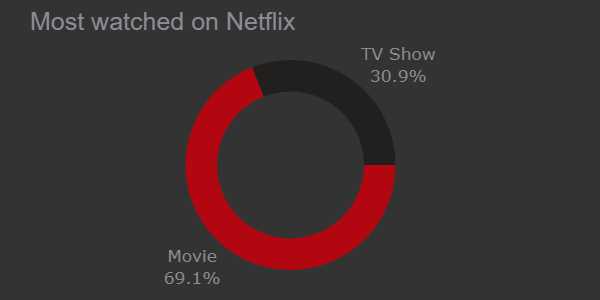 Most watched on Netflix
TV Show
30.9%
Movie
69.1%